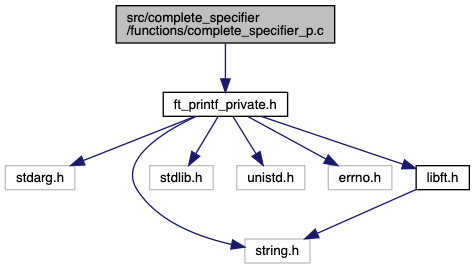 src/complete_specifier
/functions/complete_specifier_p.c
ft_printf_private.h
stdarg.h
stdlib.h
unistd.h
errno.h
libft.h
string.h